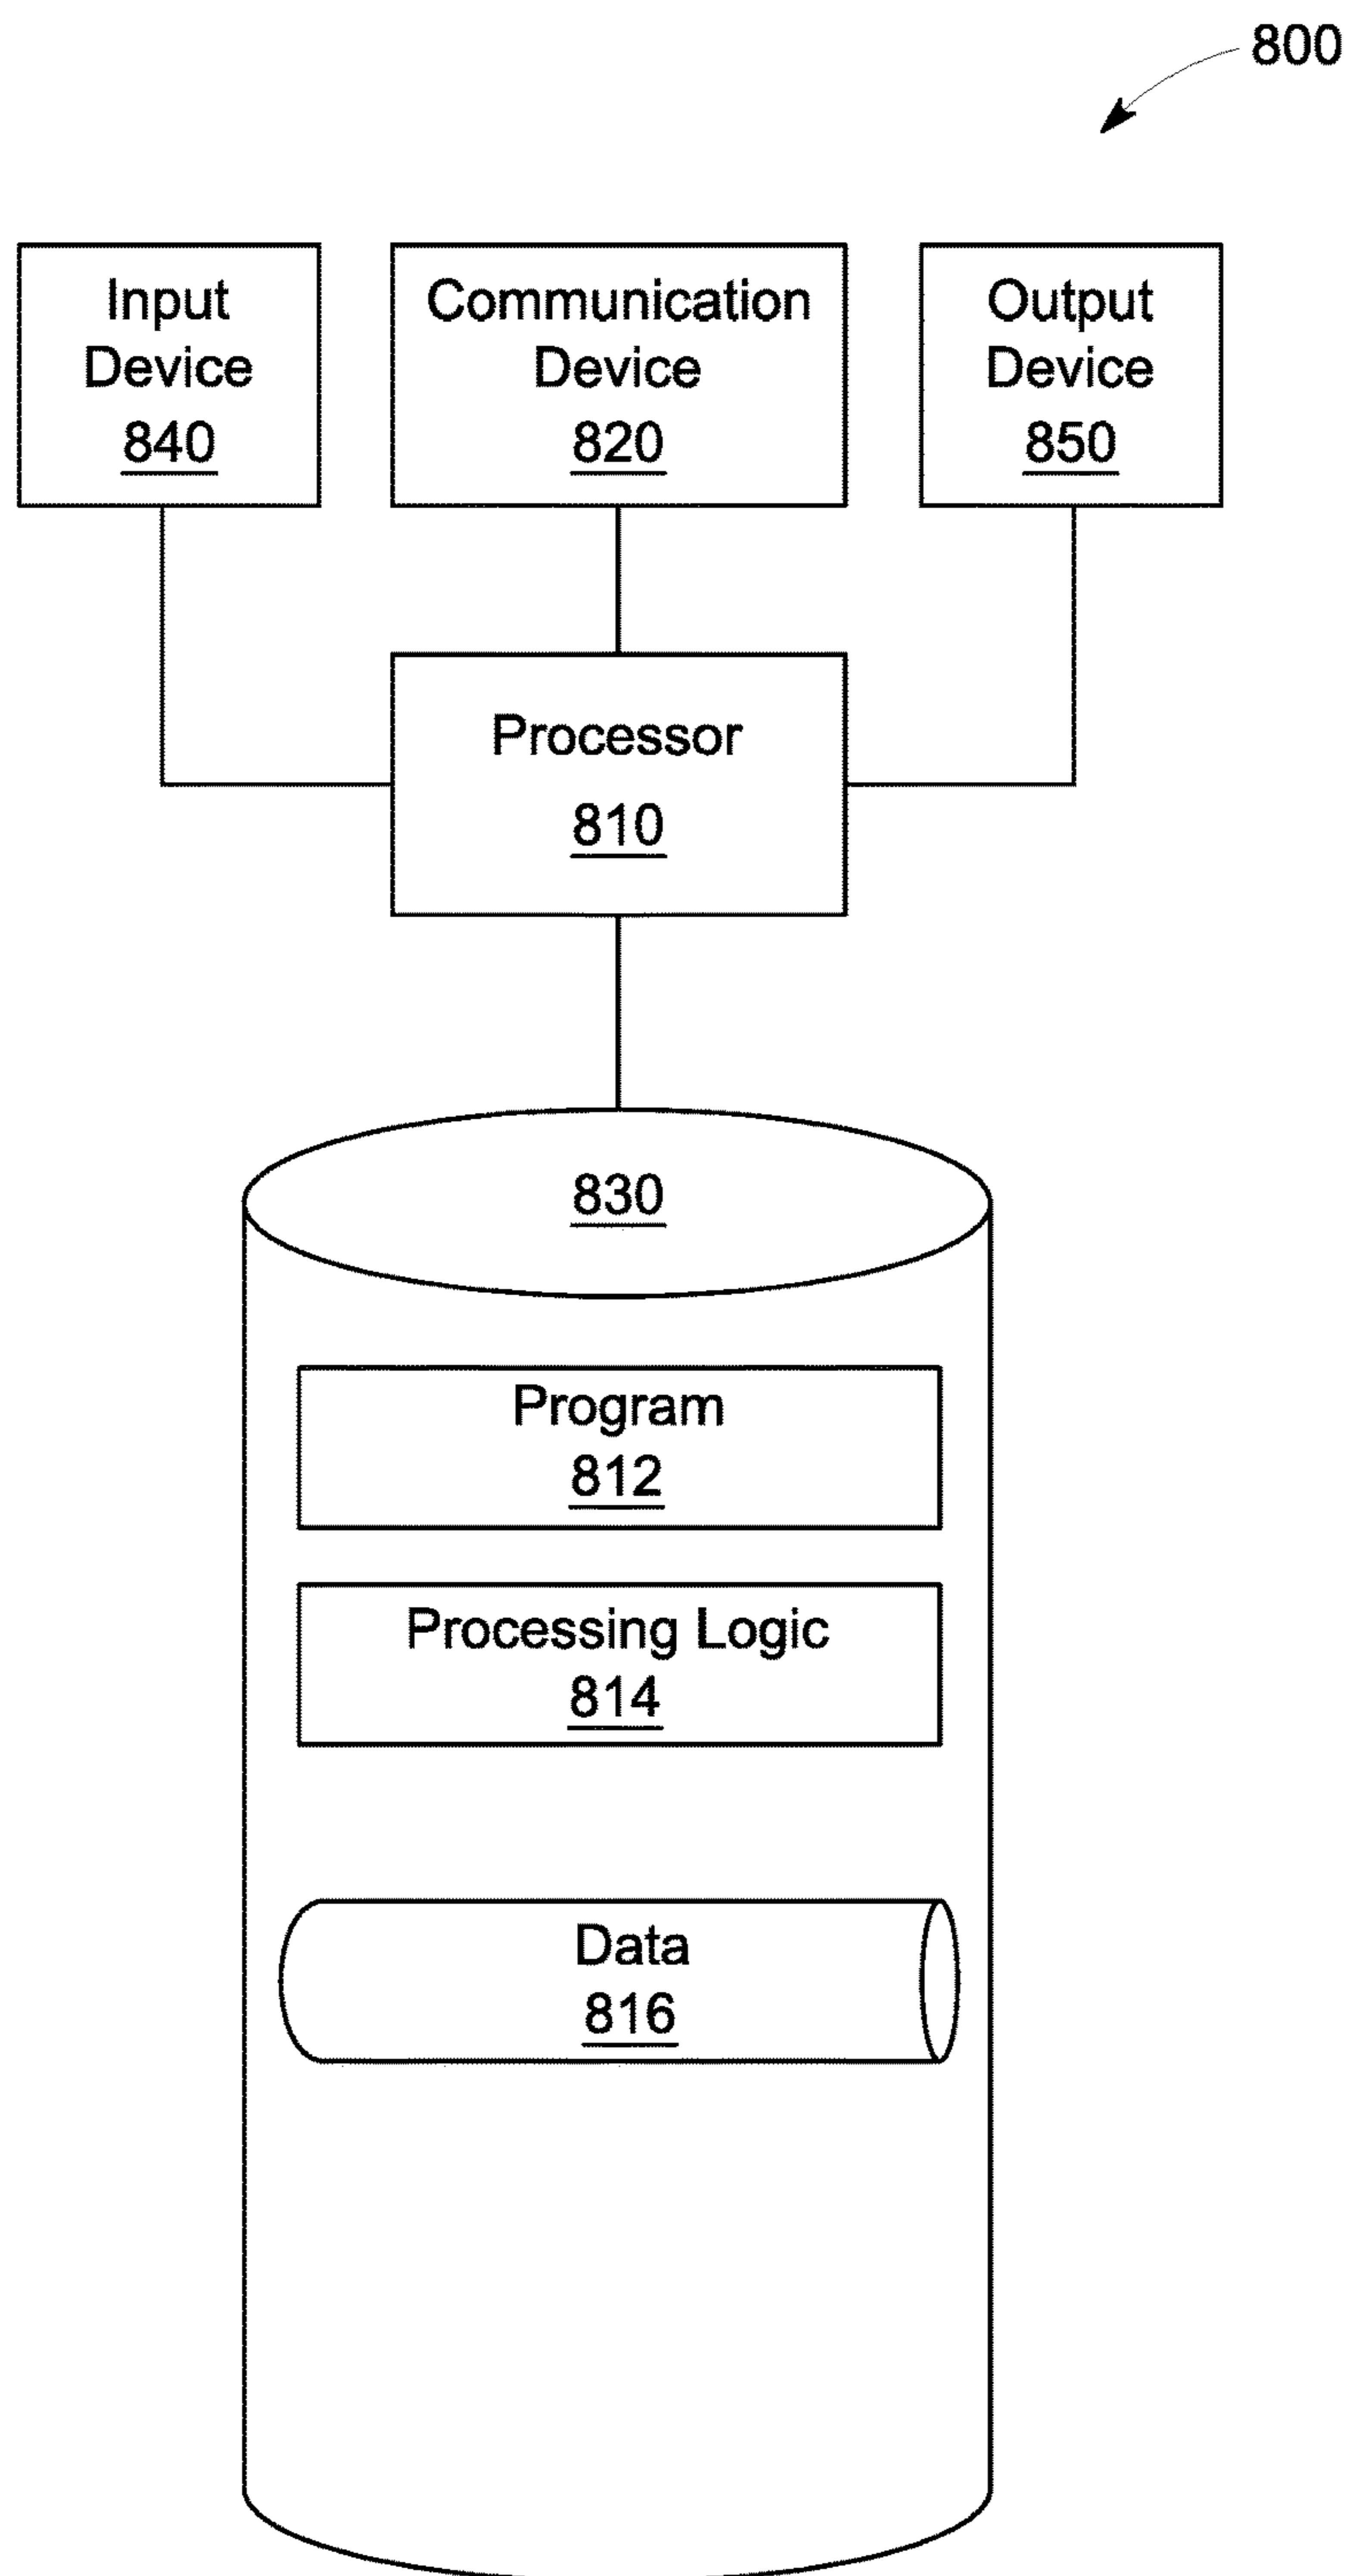 800
Input
Device
840
Communication
Device
820
Output
Device
850
Processor
810
830
Program
812
Processing Logic
814
Data
816